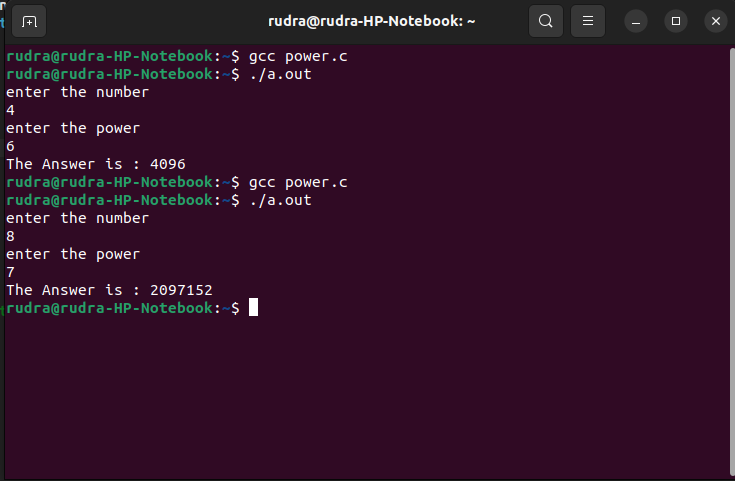 rudra@rudra-HP-Notebook: ~
rudra@rudra-HP-Notebook:~$ gcc power.c
rudra@rudra-HP-Notebook:~$ ./a.out
enter the number
4
enter the power
6
The Answer is : 4096
rudra@rudra-HP-Notebook:~$ gcc power.c
rudra@rudra-HP-Notebook:~$ ./a.out
enter the number
8
enter the power
7
The Answer is : 2097152
rudra@rudra-HP-Notebook:~$